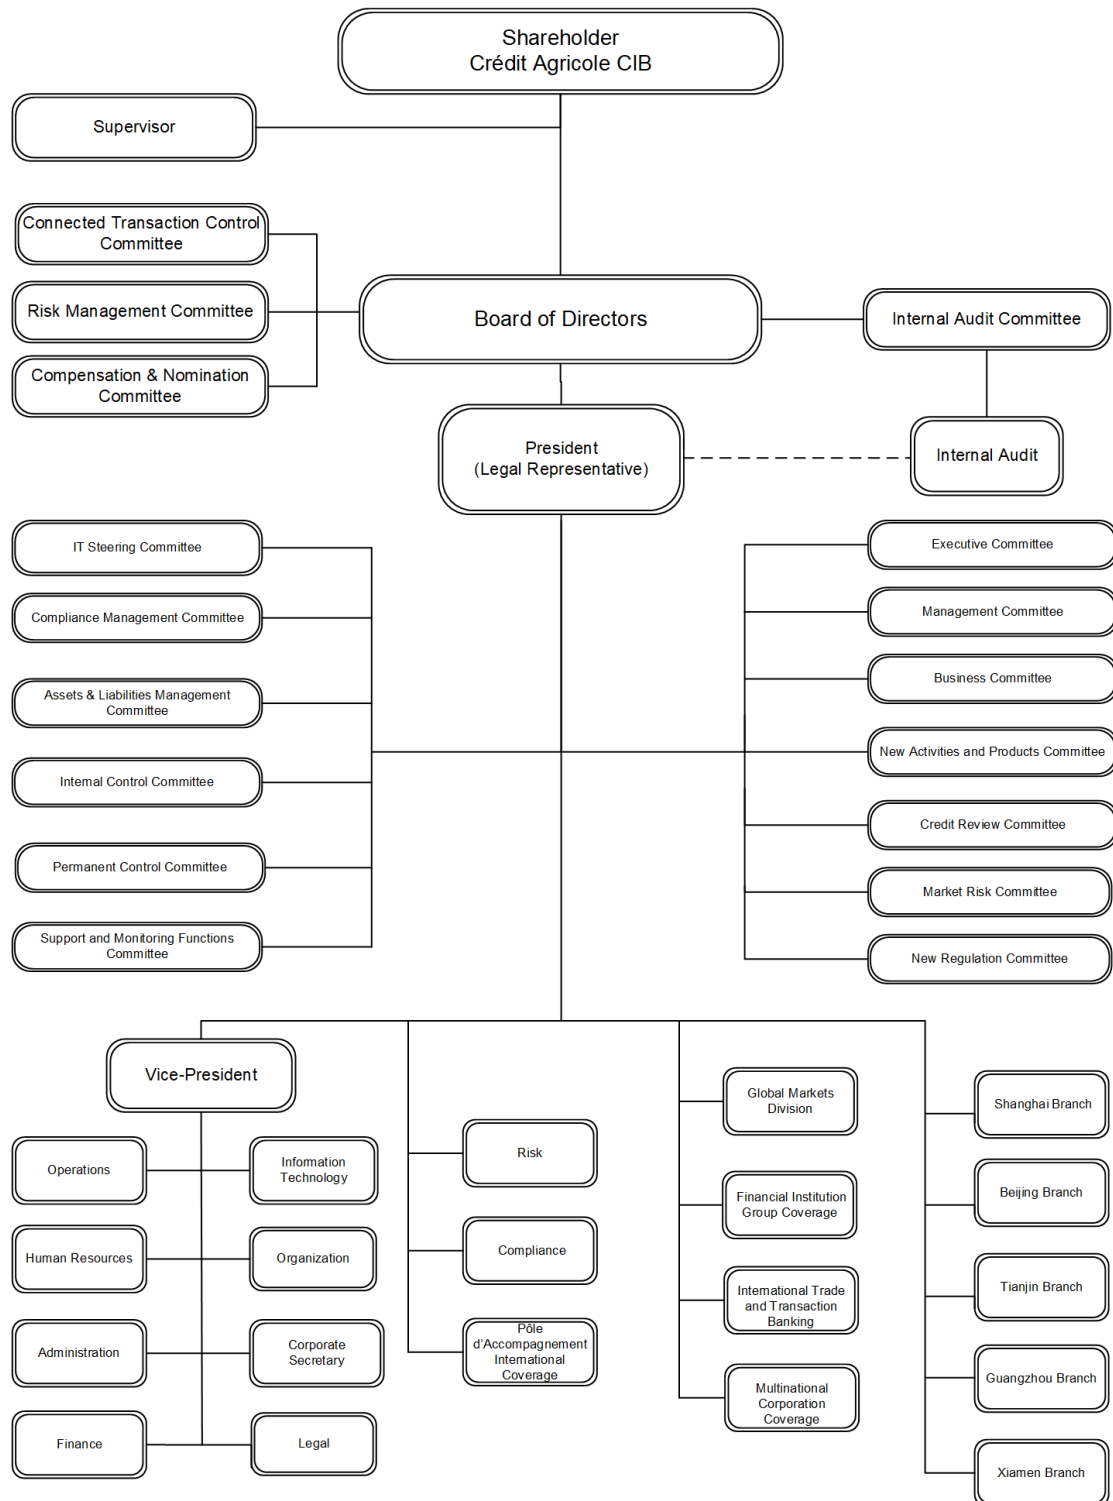 Shareholder
Crédit Agricole CIB
Supervisor
Connected Transaction Control
Committee
Risk Management Committee
Compensation & Nomination
Committee
Board of Directors
Internal Audit Committee
President
(Legal Representative)
Internal Audit
IT Steering Committee
Compliance Management Committee
Assets & Liabilities Management
Committee
Internal Control Committee
Permanent Control Committee
Support and Monitoring Functions
Committee
Executive Committee
Management Committee
Business Committee
New Activities and Products Committee
Credit Review Committee
Market Risk Committee
New Regulation Committee
Vice-President
Operations
Information
Technology
Human Resources
Organization
Administration
Corporate
Secretary
Finance
Legal
Risk
Compliance
Pôle
d'Accompagnement
International
Coverage
Global Markets
Division
Financial Institution
Group Coverage
International Trade
and Transaction
Banking
Multinational
Corporation
Coverage
Shanghai Branch
Beijing Branch
Tianjin Branch
Guangzhou Branch
Xiamen Branch